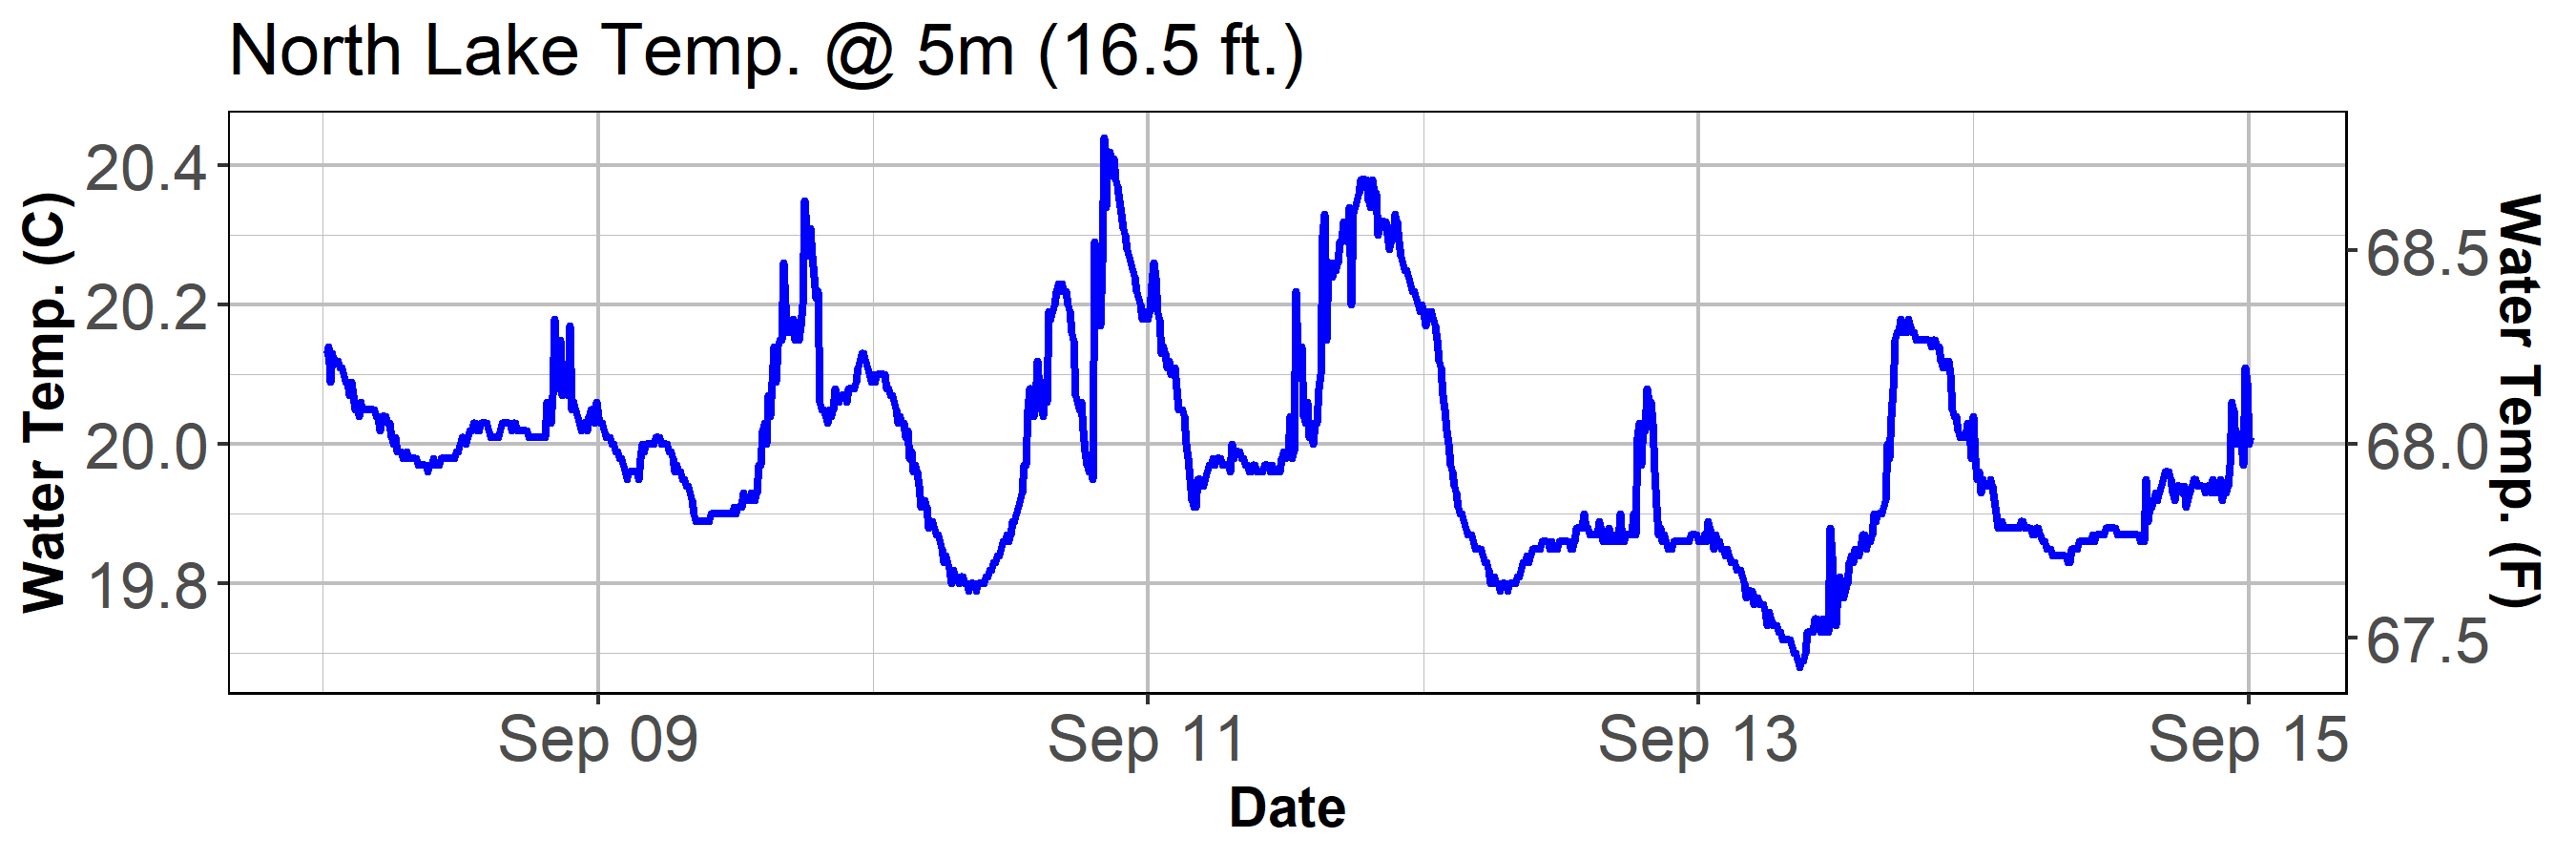 North Lake Temp. @ 5m (16.5 ft.)
Water Temp. (C)
20.4
20.2
20.0
19.8
68.5
68.0
67.5
Water Temp. (F)
Sep 09 Sep 11 Sep 13 Sep 15
Date